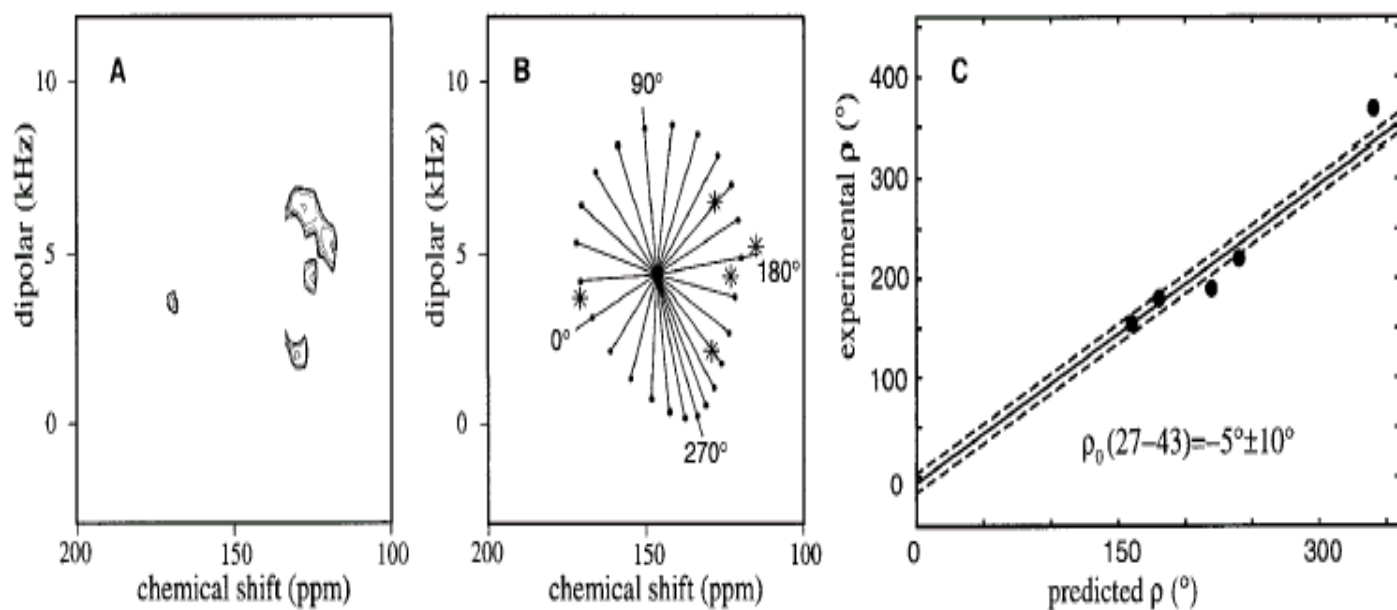 A
10
5
0
dipolar (kHz)
200
150
100
chemical shift (ppm)
B
10
5
0
dipolar (kHz)
90°
180°
0°
270°
200
150
100
chemical shift (ppm)
C
400
300
200
100
0
experimental ρ (°)
ρ₀ (27–43)=–5°±10°
0
150
300
predicted ρ (°)